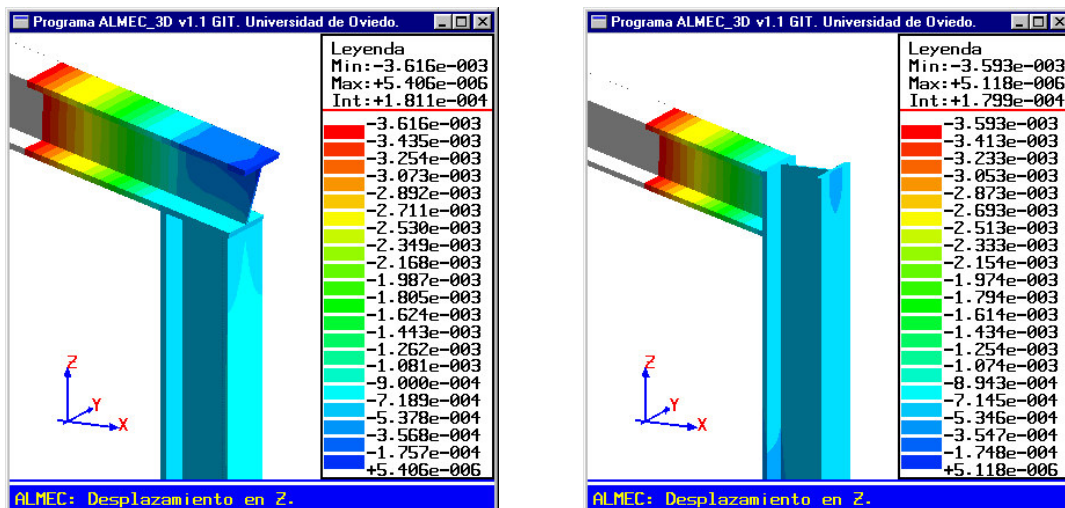 Programa ALMEC_3D v1.1 GIT. Universidad de Oviedo.
Leyenda
Min:-3.616e-003
Max:+5.406e-006
Int:+1.811e-004
-3.616e-003
-3.435e-003
-3.254e-003
-3.073e-003
-2.892e-003
-2.711e-003
-2.530e-003
-2.349e-003
-2.168e-003
-1.987e-003
-1.805e-003
-1.624e-003
-1.443e-003
-1.262e-003
-1.081e-003
-9.000e-004
-7.189e-004
-5.378e-004
-3.568e-004
-1.757e-004
+5.406e-006
Z
Y
X
ALMEC: Desplazamiento en Z.
Programa ALMEC_3D v1.1 GIT. Universidad de Oviedo.
Leyenda
Min:-3.593e-003
Max:+5.118e-006
Int:+1.799e-004
-3.593e-003
-3.413e-003
-3.233e-003
-3.053e-003
-2.873e-003
-2.693e-003
-2.513e-003
-2.333e-003
-2.154e-003
-1.974e-003
-1.794e-003
-1.614e-003
-1.434e-003
-1.254e-003
-1.074e-003
-8.943e-004
-7.145e-004
-5.346e-004
-3.547e-004
-1.748e-004
+5.118e-006
Z
Y
X
ALMEC: Desplazamiento en Z.